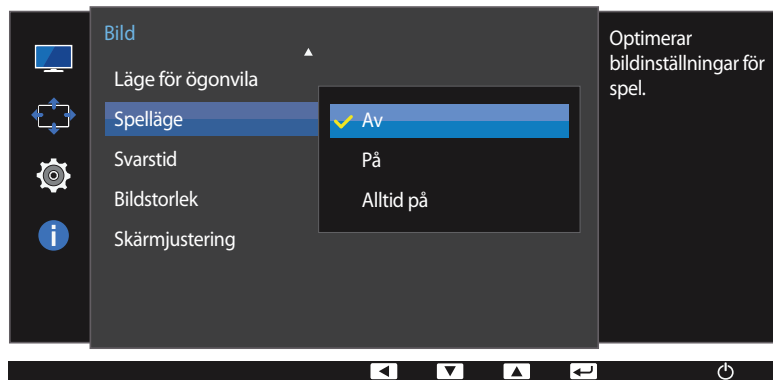 Bild
Läge för ögonvila
Spelläge
Svarstid
Bildstorlek
Skärmjustering
Av
På
Alltid på
Optimerar
bildinställningar för
spel.